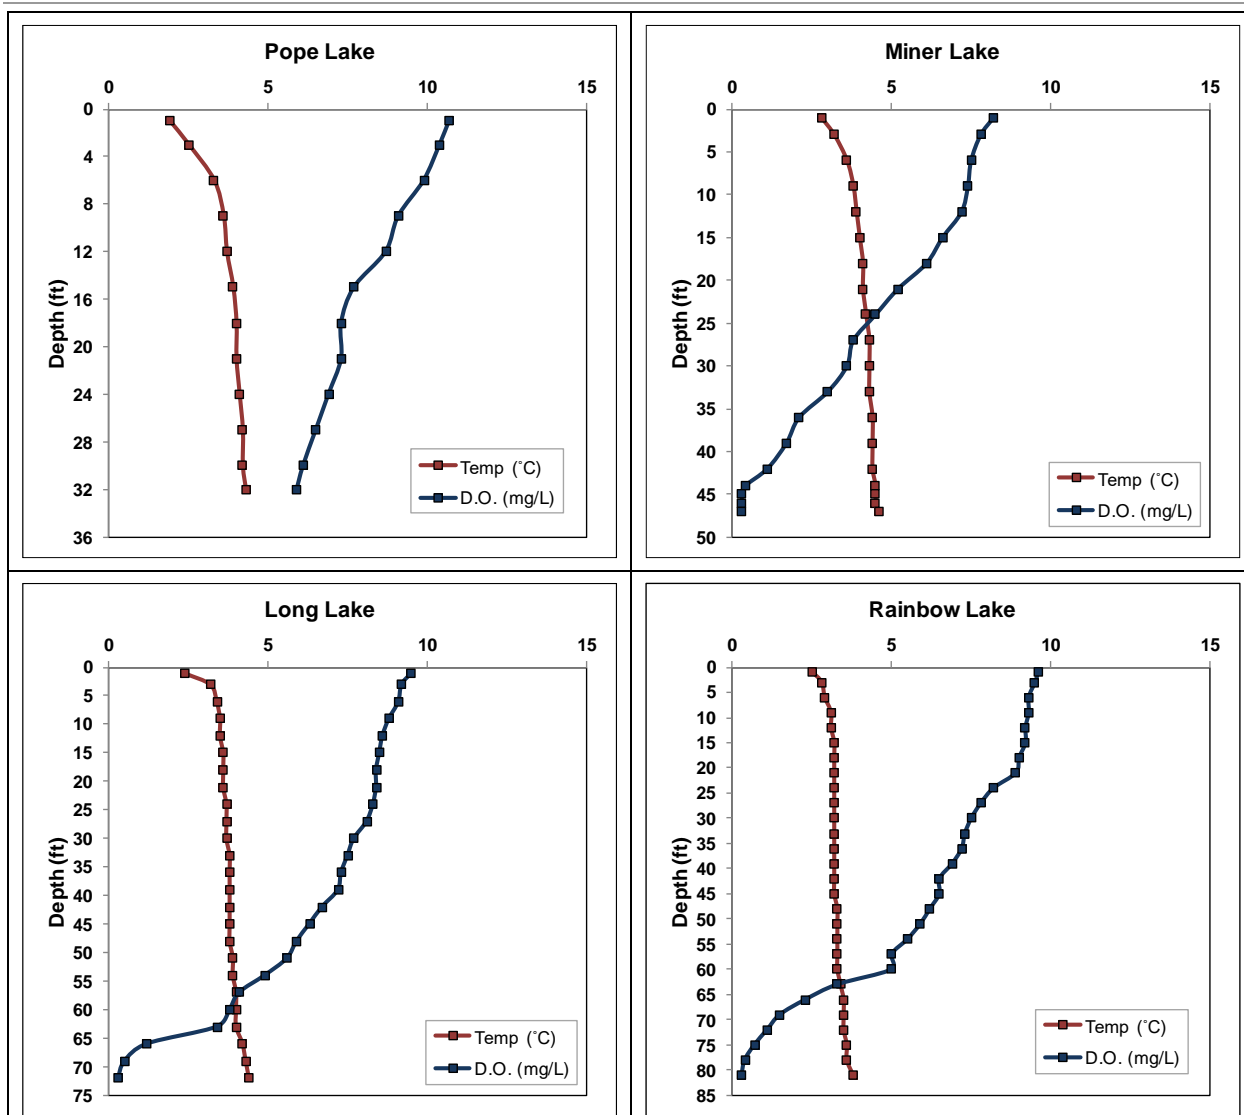 Pope Lake
0 5 10 15
0
4
8
12
16
20
24
28
32
36
Depth (ft)
Temp (˚C)
D.O. (mg/L)
Miner Lake
0 5 10 15
0
5
10
15
20
25
30
35
40
45
50
Depth (ft)
Temp (˚C)
D.O. (mg/L)
Long Lake
0 5 10 15
0
5
10
15
20
25
30
35
40
45
50
55
60
65
70
75
Depth (ft)
Temp (˚C)
D.O. (mg/L)
Rainbow Lake
0 5 10 15
0
5
10
15
20
25
30
35
40
45
50
55
60
65
70
75
80
85
Depth (ft)
Temp (˚C)
D.O. (mg/L)